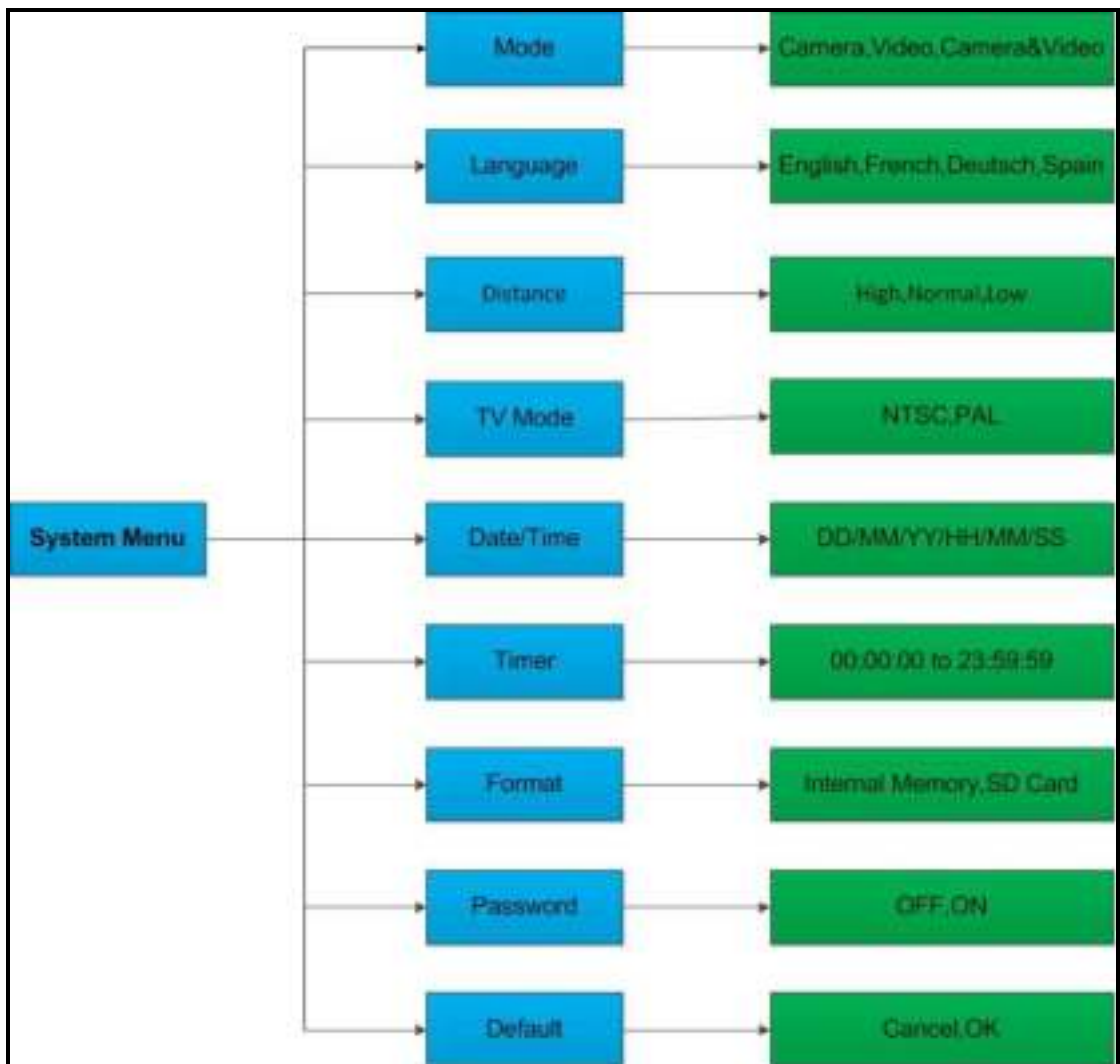 Mode
Camera,Video,Camera&Video
Language
English,French,Deutsch,Spain
Distance
High,Normal,Low
TV Mode
NTSC,PAL
System Menu
Date/Time
DD/MM/YY/HH/MM/SS
Timer
00:00:00 to 23:59:59
Format
Internal Memory,SD Card
Password
OFF,ON
Default
Cancel,OK